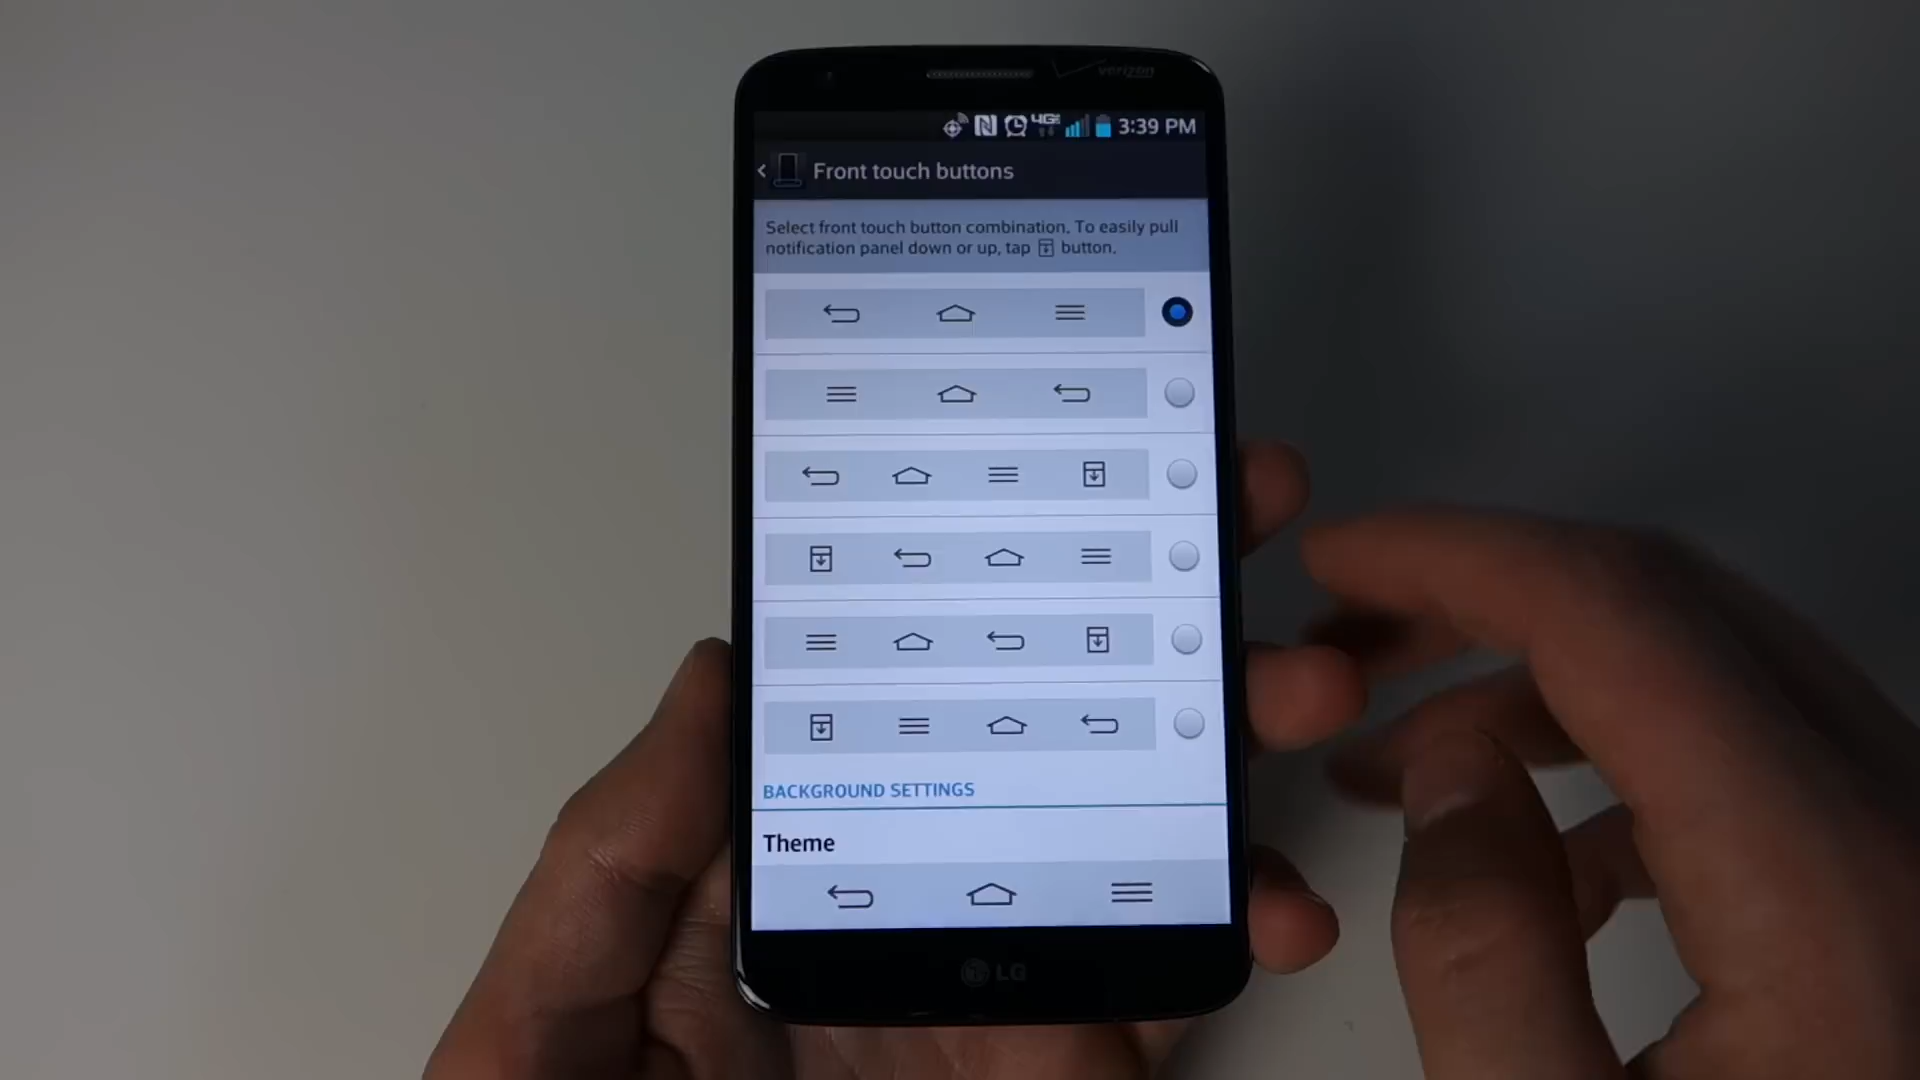 verizon
4G 3:39 PM
Front touch buttons
Select front touch button combination. To easily pull
notification panel down or up, tap button.
BACKGROUND SETTINGS
Theme
LG